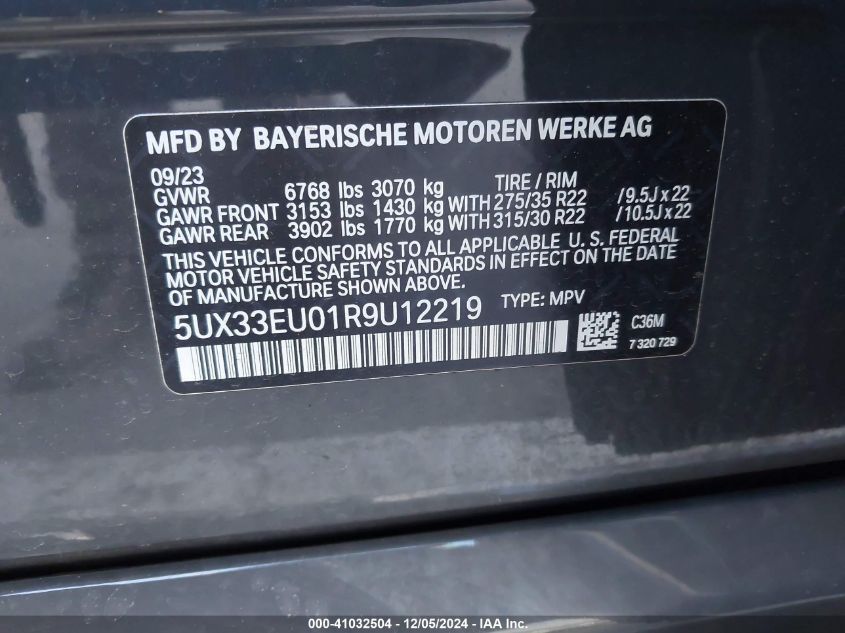 MFD BY BAYERISCHE MOTOREN WERKE AG
09/23 TIRE / RIM
GVWR 6768 lbs 3070 kg
GAWR FRONT 3153 lbs 1430 kg WITH 275/35 R22 /9.5J x 22
GAWR REAR 3902 lbs 1770 kg WITH 315/30 R22 /10.5J x 22
THIS VEHICLE CONFORMS TO ALL APPLICABLE U. S. FEDERAL
MOTOR VEHICLE SAFETY STANDARDS IN EFFECT ON THE DATE
OF MANUFACTURE SHOWN ABOVE.
5UX33EU01R9U12219 TYPE: MPV
C36M
7 320 729
000-41032504 - 12/05/2024 - IAA Inc.